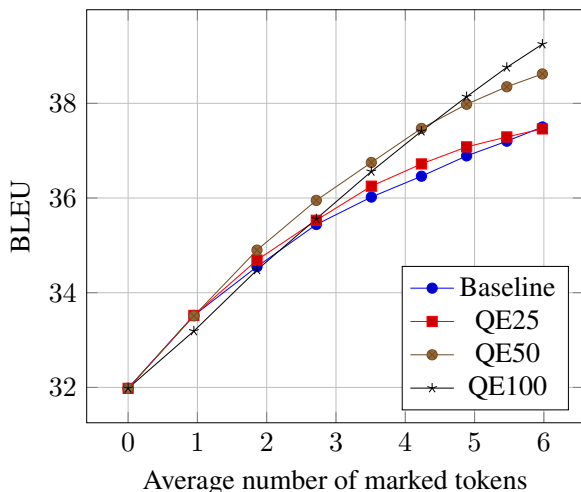 38
36
34
32
BLEU
0 1 2 3 4 5 6
Average number of marked tokens
Baseline
QE25
QE50
QE100